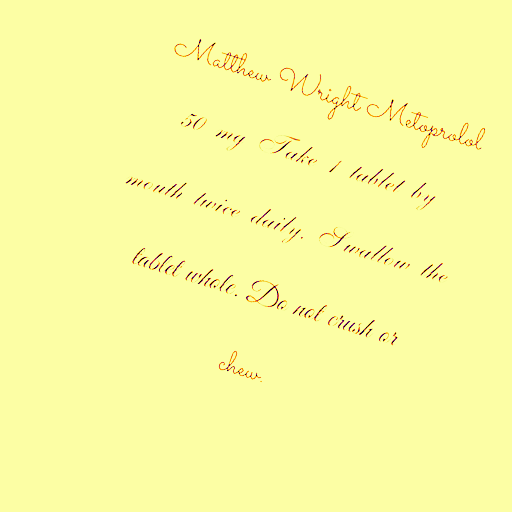 Matthew Wright Metoprolol
50 mg Take 1 tablet by
mouth twice daily. Swallow the
tablet whole. Do not crush or
chew.